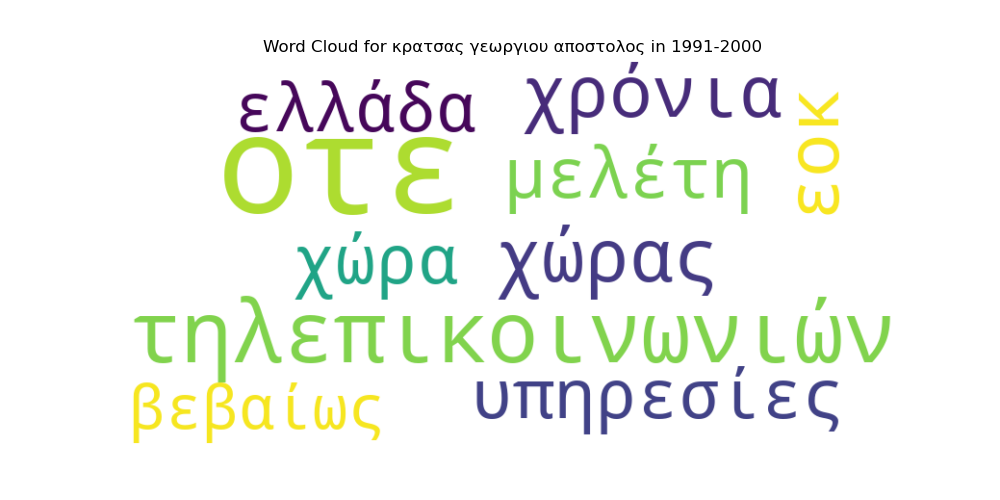 Word Cloud for κρατσας γεωργιου αποστολος in 1991-2000
ελλάδα
χρόνια
εοκ
οτε
μελέτη
χώρα
χώρας
τηλεπικοινωνιών
βεβαίως
υπηρεσίες